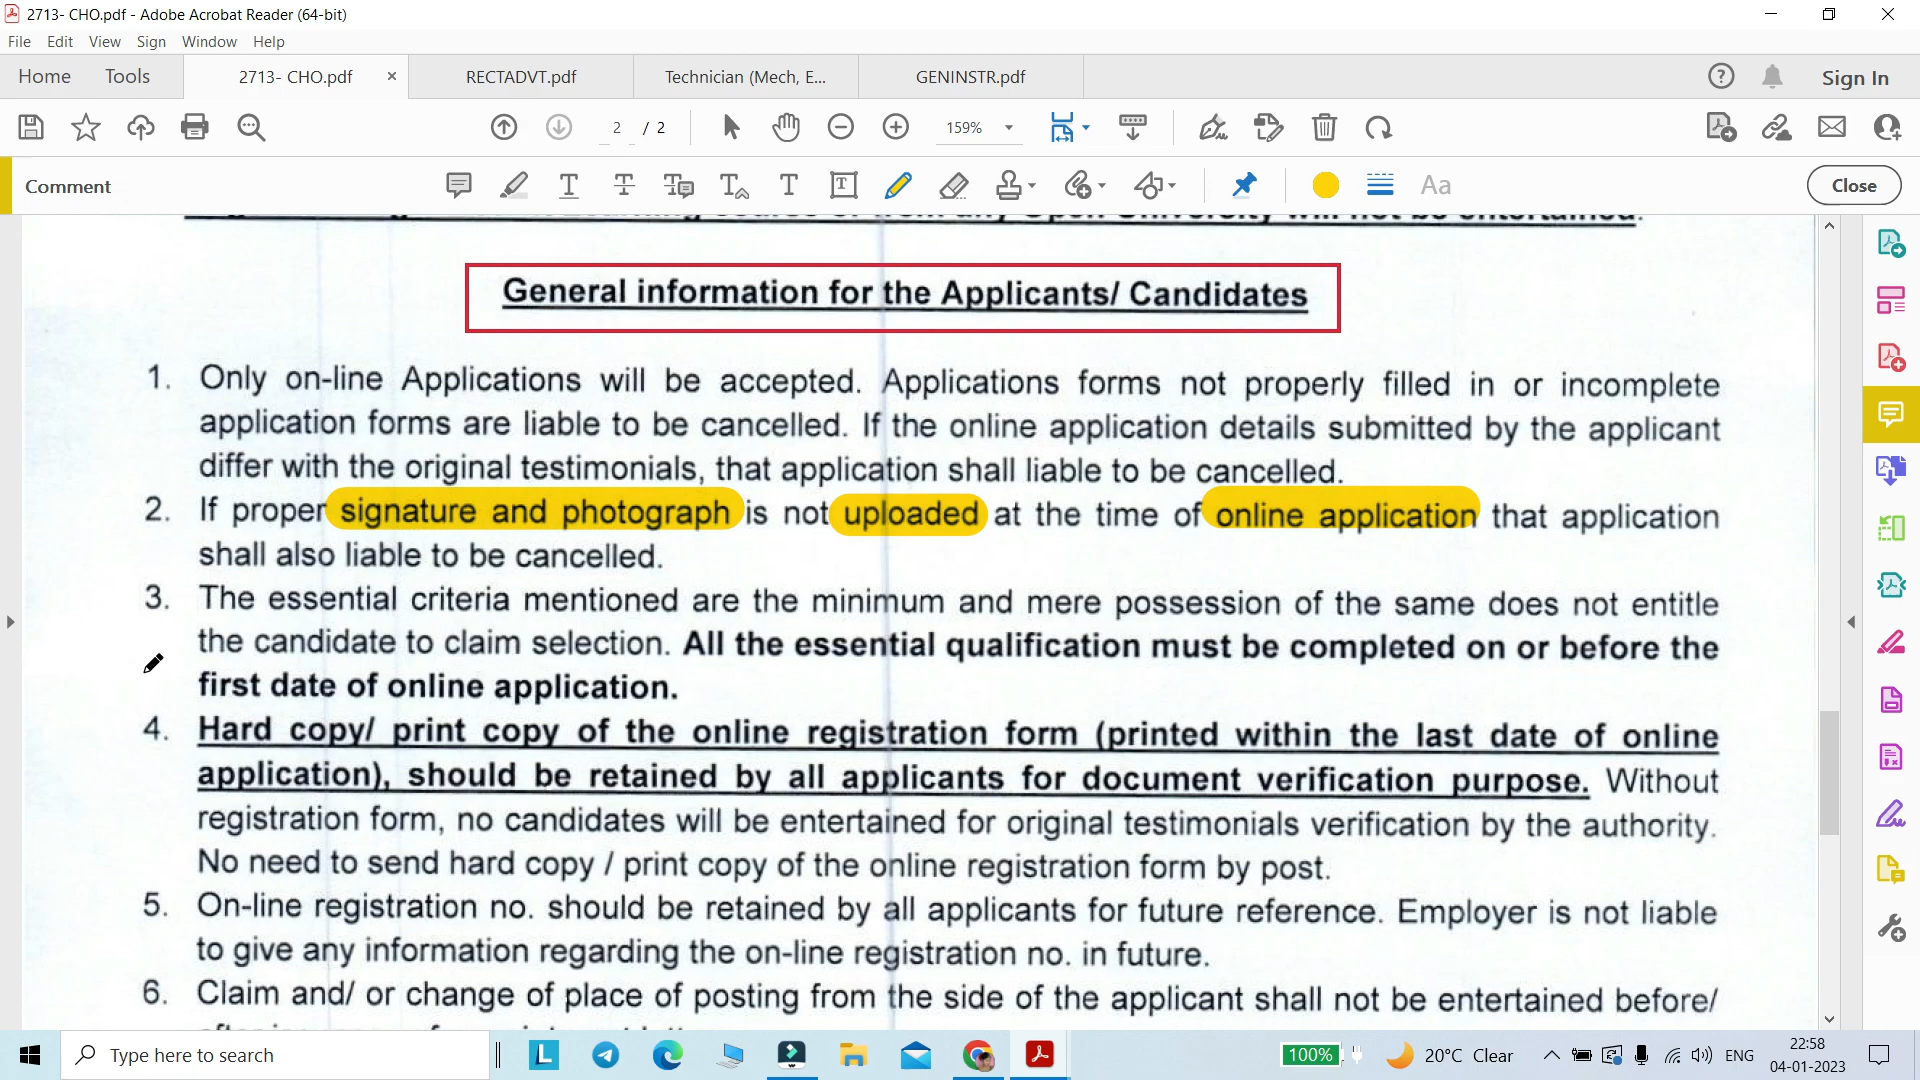 2713- CHO.pdf - Adobe Acrobat Reader (64-bit)
File Edit View Sign Window Help
Home Tools 2713- CHO.pdf × RECTADVT.pdf Technician (Mech, E... GENINSTR.pdf Sign In
2 / 2 159%
Comment Close
Open University will not be entertained.
General information for the Applicants/ Candidates
1. Only on-line Applications will be accepted. Applications forms not properly filled in or incomplete
application forms are liable to be cancelled. If the online application details submitted by the applicant
differ with the original testimonials, that application shall liable to be cancelled.
2. If proper signature and photograph is not uploaded at the time of online application that application
shall also liable to be cancelled.
3. The essential criteria mentioned are the minimum and mere possession of the same does not entitle
the candidate to claim selection. All the essential qualification must be completed on or before the
first date of online application.
4. Hard copy/ print copy of the online registration form (printed within the last date of online
application), should be retained by all applicants for document verification purpose. Without
registration form, no candidates will be entertained for original testimonials verification by the authority.
No need to send hard copy / print copy of the online registration form by post.
5. On-line registration no. should be retained by all applicants for future reference. Employer is not liable
to give any information regarding the on-line registration no. in future.
6. Claim and/ or change of place of posting from the side of the applicant shall not be entertained before/
Type here to search 100% 20°C Clear ENG 22:58
04-01-2023